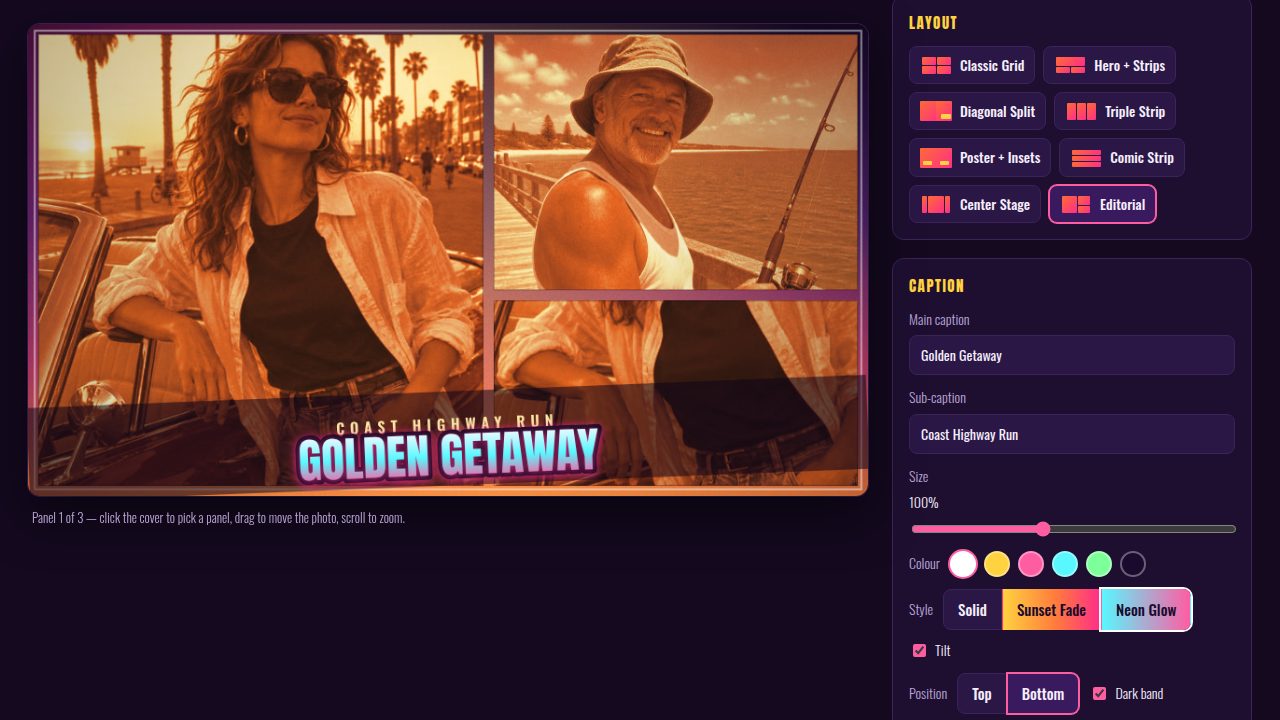 COAST HIGHWAY RUN
GOLDEN GETAWAY
Panel 1 of 3 — click the cover to pick a panel, drag to move the photo, scroll to zoom.
LAYOUT
Classic Grid
Hero + Strips
Diagonal Split
Triple Strip
Poster + Insets
Comic Strip
Center Stage
Editorial
CAPTION
Main caption
Golden Getaway
Sub-caption
Coast Highway Run
Size
100%
Colour
Style
Solid
Sunset Fade
Neon Glow
Tilt
Position
Top
Bottom
Dark band